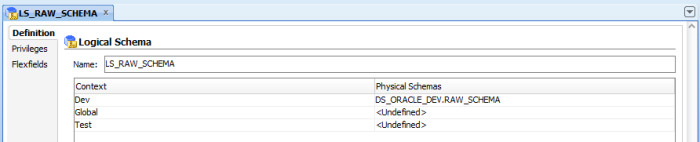 LS_RAW_SCHEMA ×
Definition
Privileges
Flexfields
Logical Schema
Name: LS_RAW_SCHEMA
Context Physical Schemas
Dev DS_ORACLE_DEV.RAW_SCHEMA
Global <Undefined>
Test <Undefined>